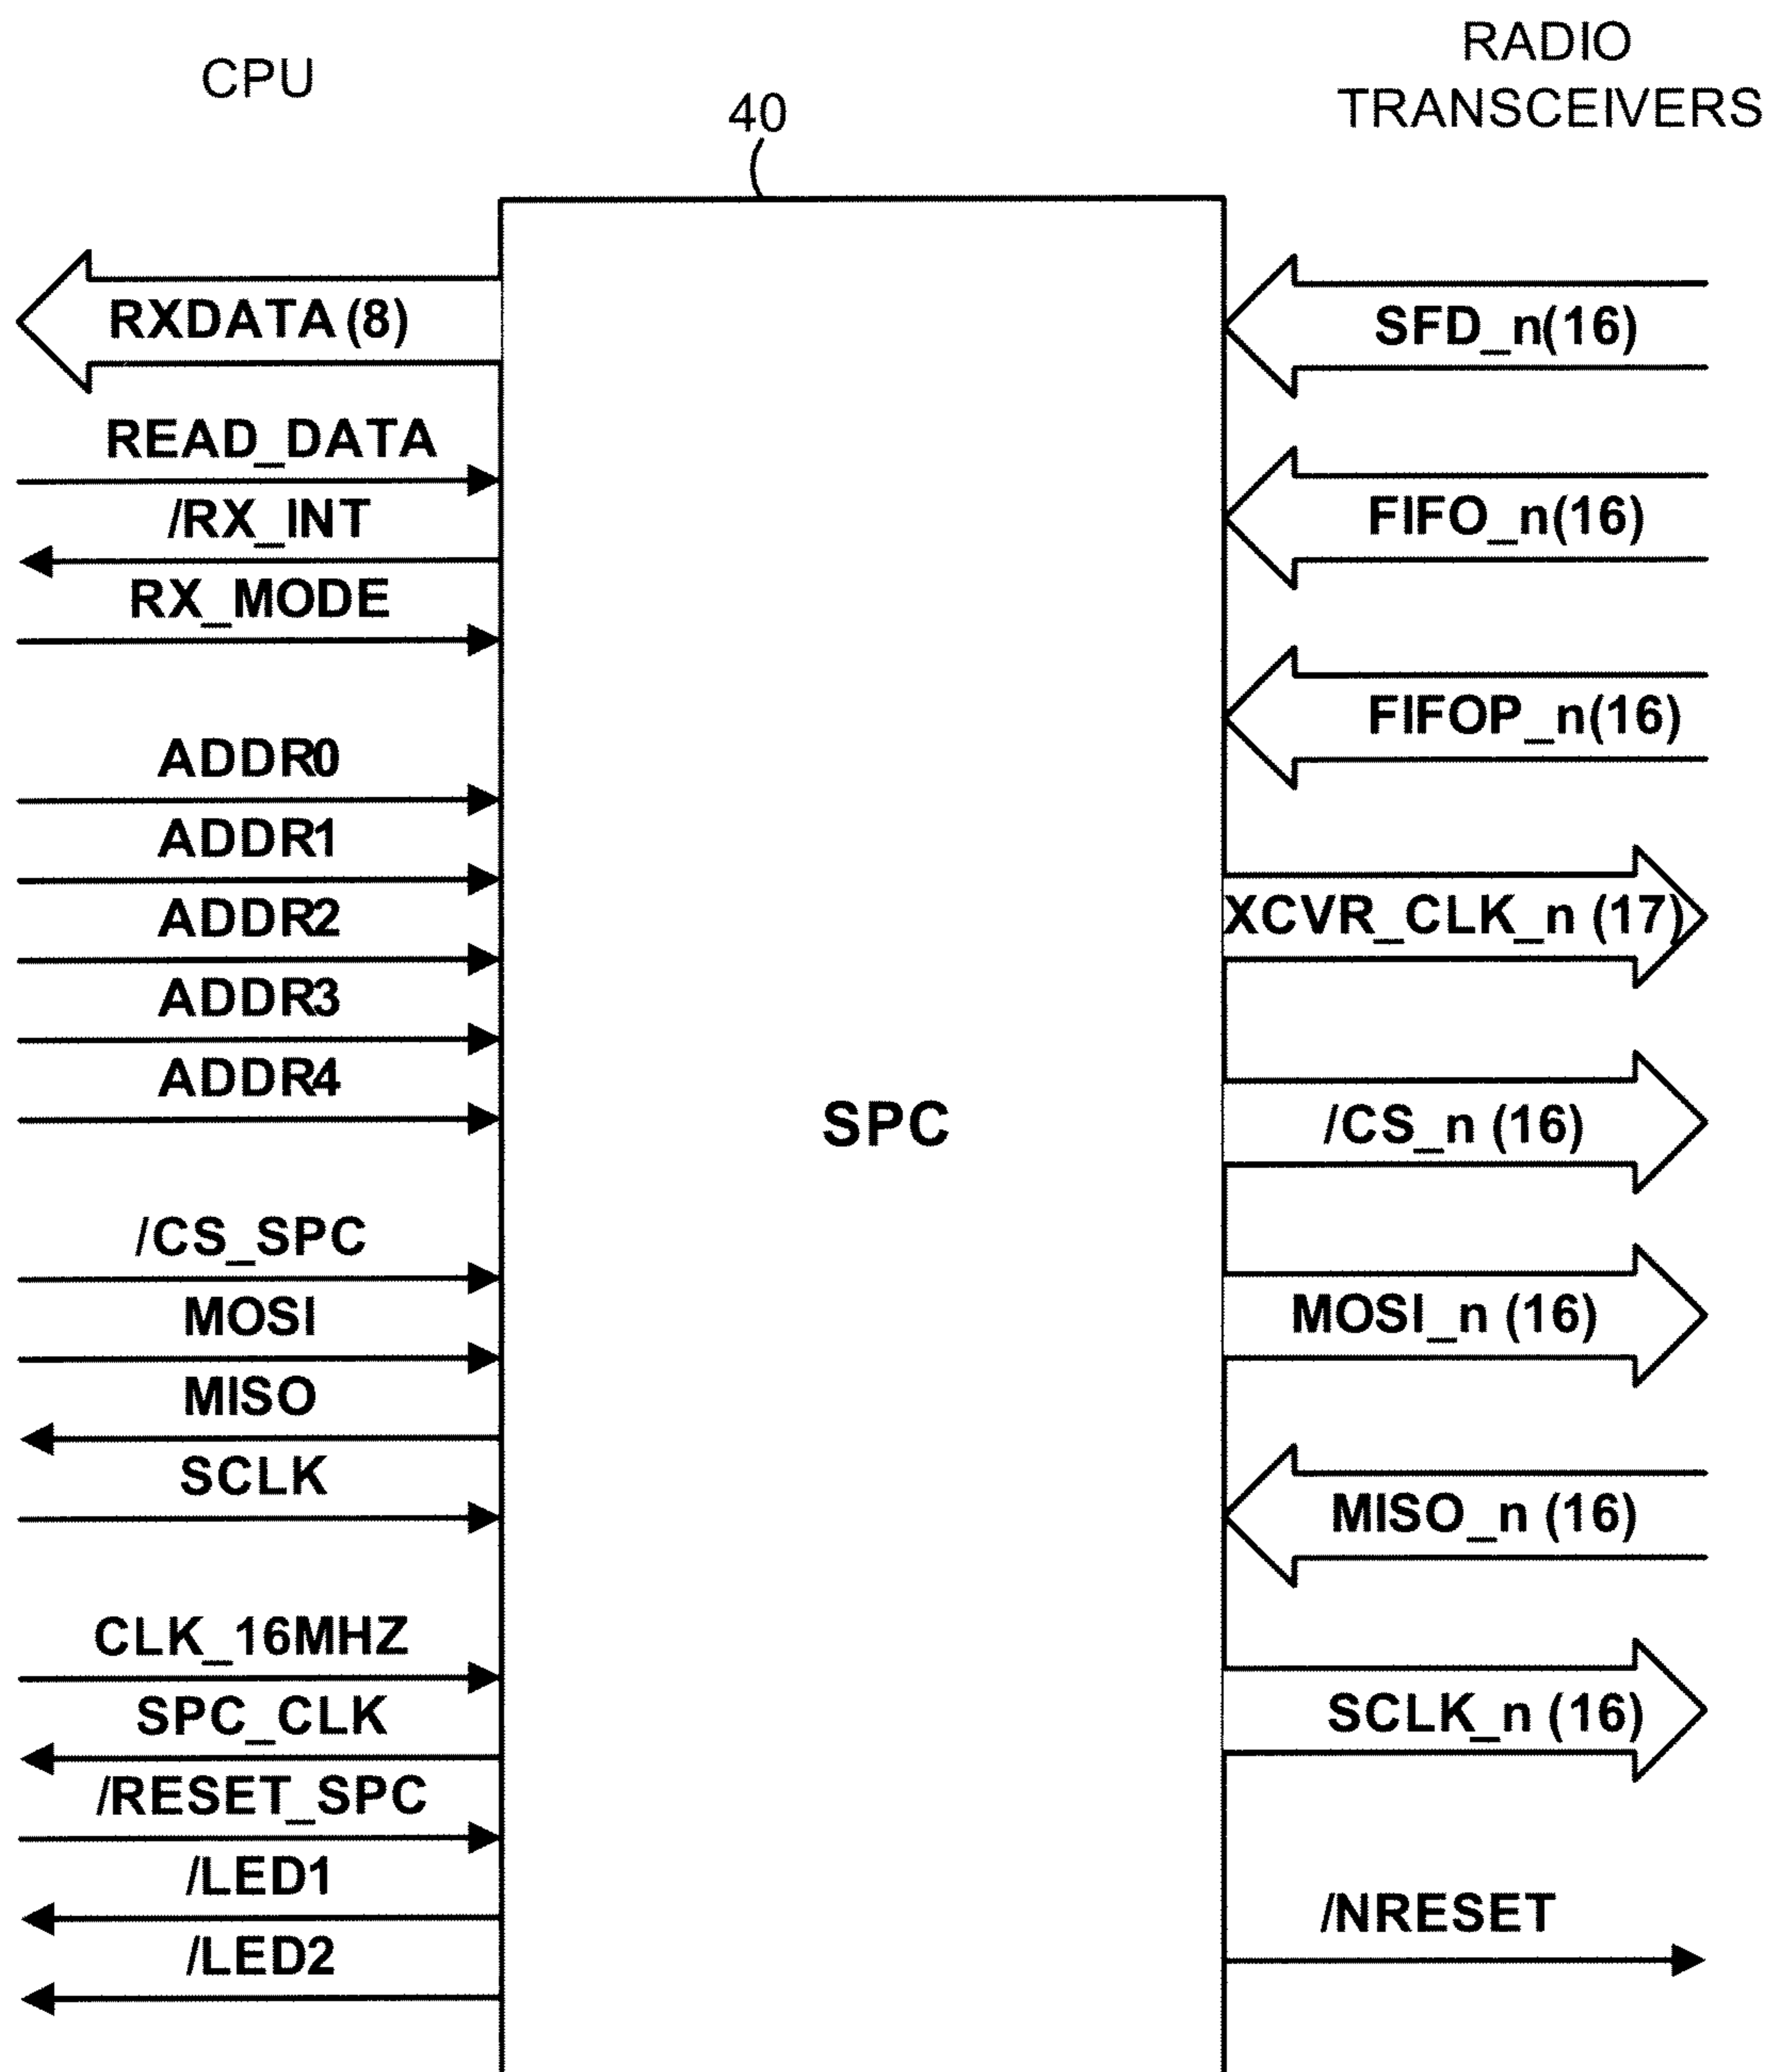 CPU
RADIO
TRANSCEIVERS
40
RXDATA (8)
READ_DATA
/RX_INT
RX_MODE
ADDR0
ADDR1
ADDR2
ADDR3
ADDR4
/CS_SPC
MOSI
MISO
SCLK
CLK_16MHZ
SPC_CLK
/RESET_SPC
/LED1
/LED2
SPC
SFD_n(16)
FIFO_n(16)
FIFOP_n(16)
XCVR_CLK_n (17)
/CS_n (16)
MOSI_n (16)
MISO_n (16)
SCLK_n (16)
/NRESET